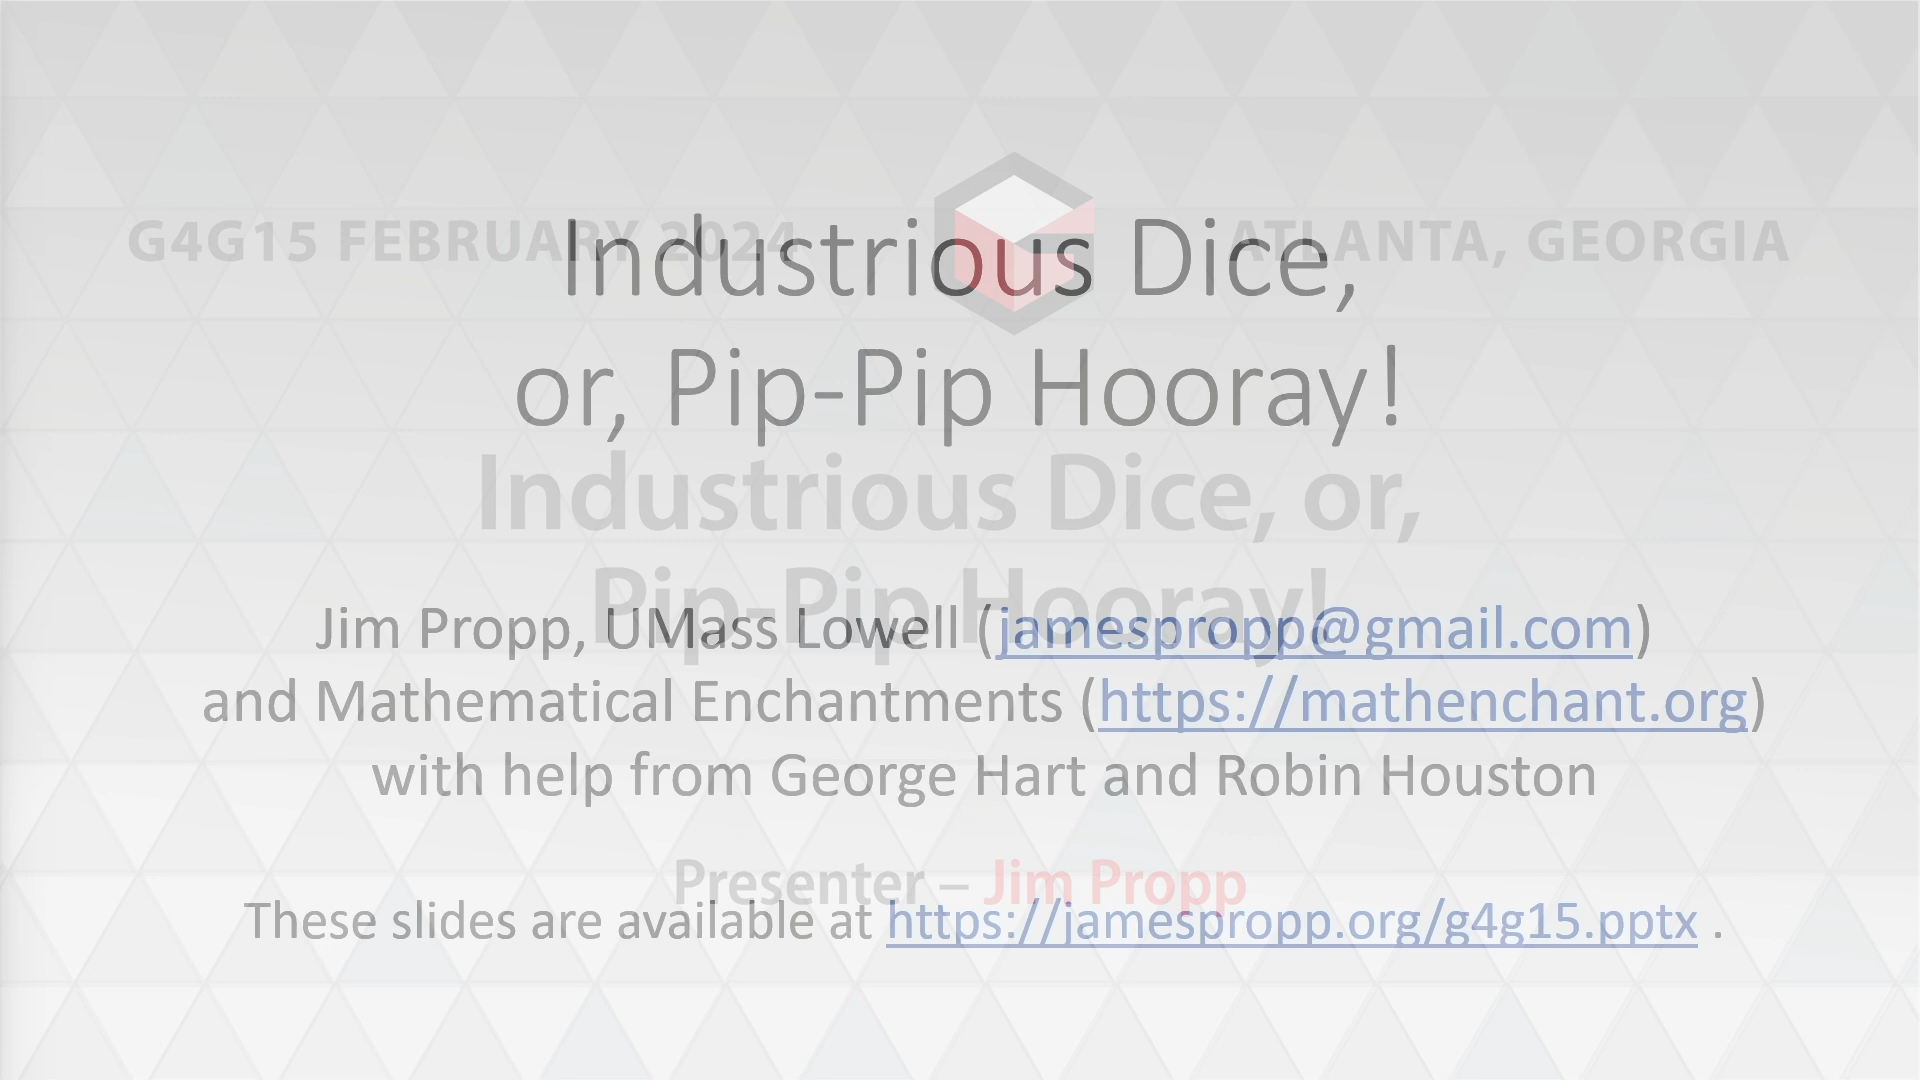 G4G15 FEBRUARY 2024
ATLANTA, GEORGIA
Industrious Dice,
or, Pip-Pip Hooray!
Industrious Dice, or,
Pip-Pip Hooray!
Jim Propp, UMass Lowell (jamespropp@gmail.com)
and Mathematical Enchantments (https://mathenchant.org)
with help from George Hart and Robin Houston
Presenter – Jim Propp
These slides are available at https://jamespropp.org/g4g15.pptx .